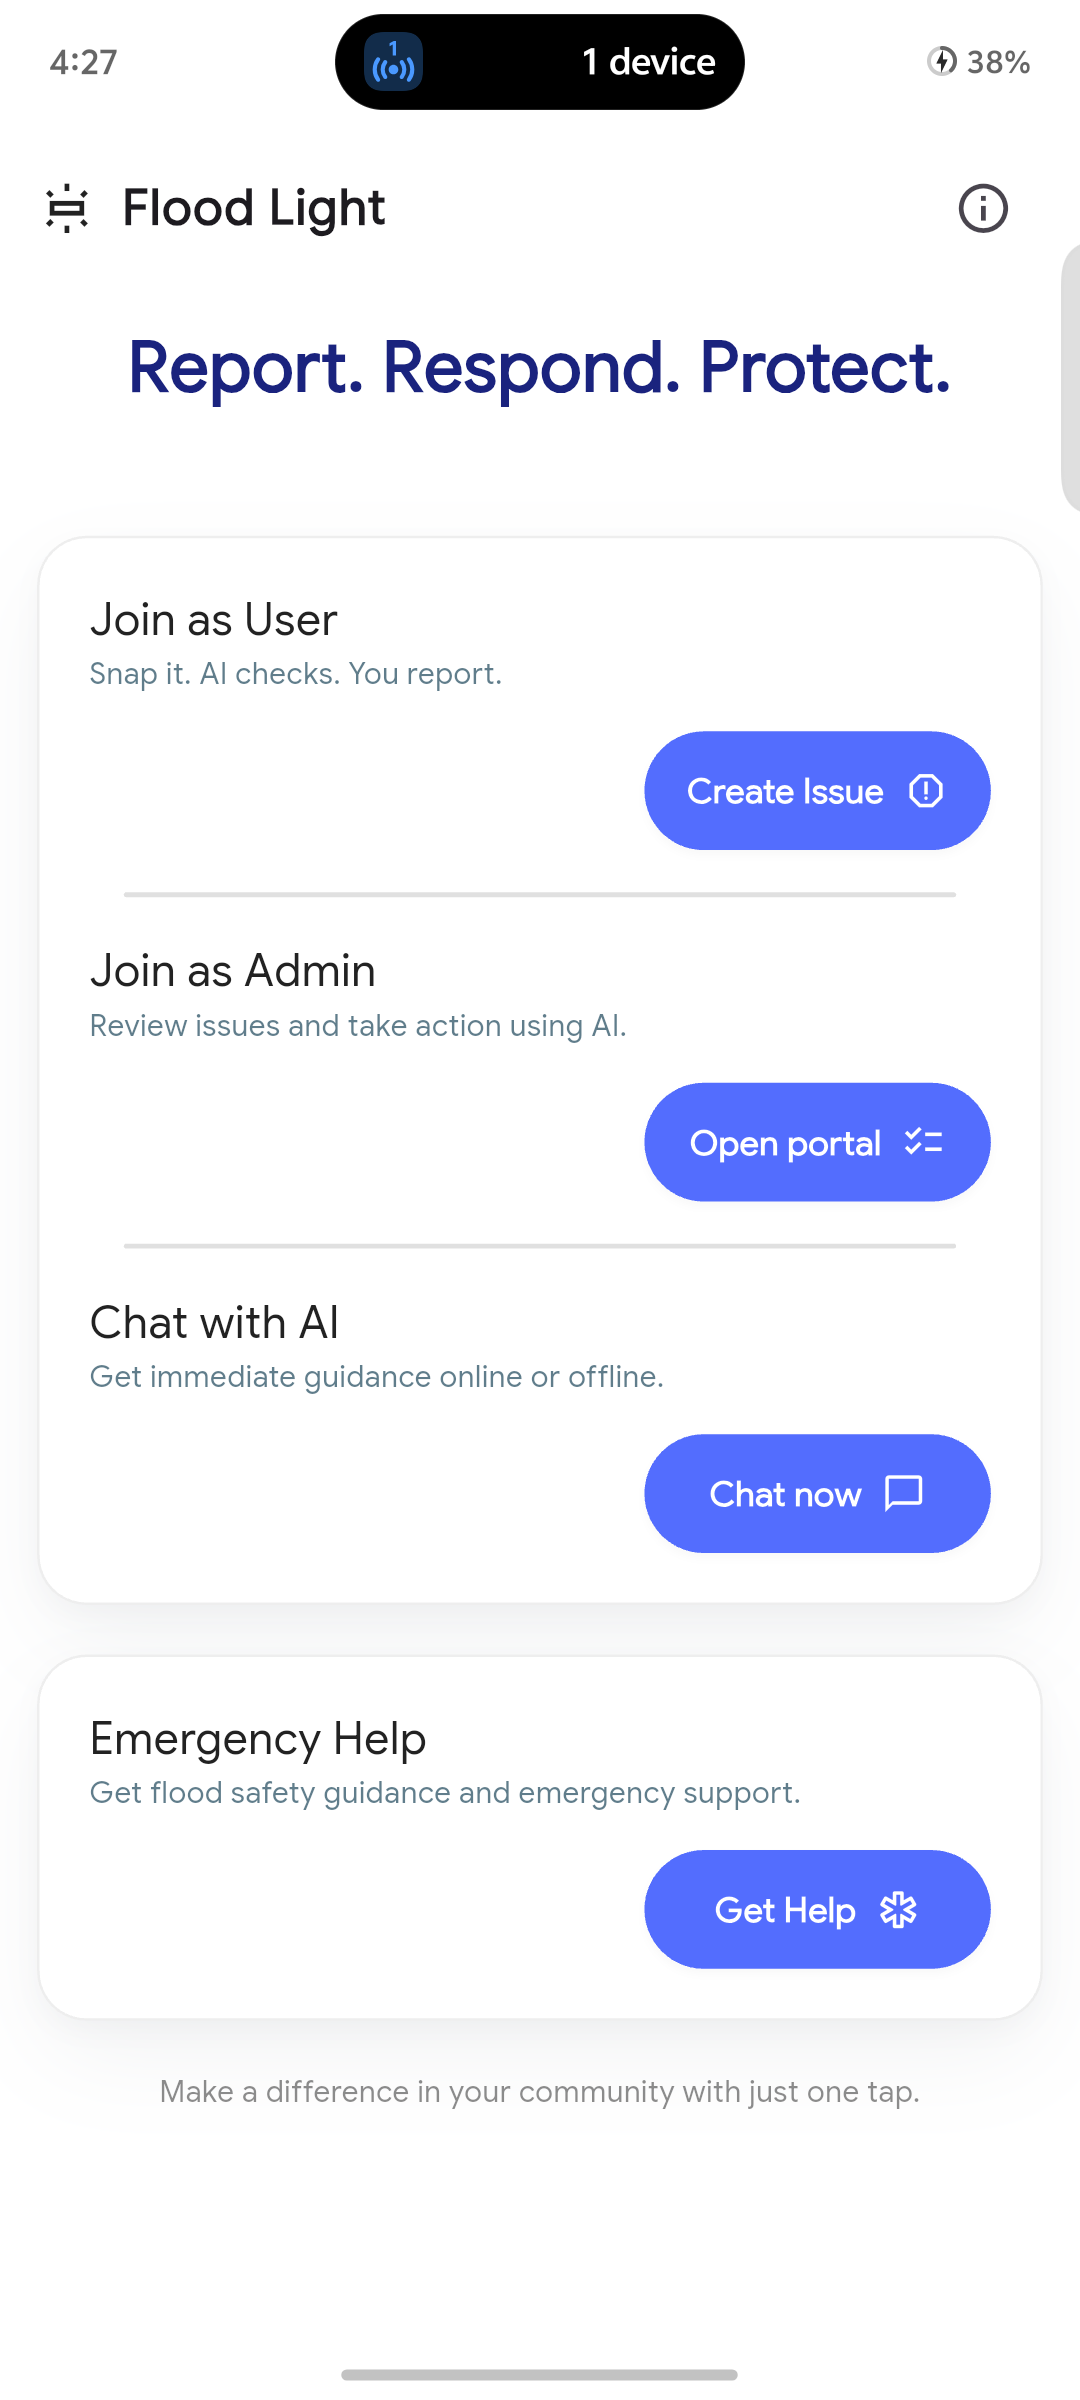 4:27
1
1 device
38%
Flood Light
Report. Respond. Protect.
Join as User
Snap it. AI checks. You report.
Create Issue
Join as Admin
Review issues and take action using AI.
Open portal
Chat with AI
Get immediate guidance online or offline.
Chat now
Emergency Help
Get flood safety guidance and emergency support.
Get Help
Make a difference in your community with just one tap.